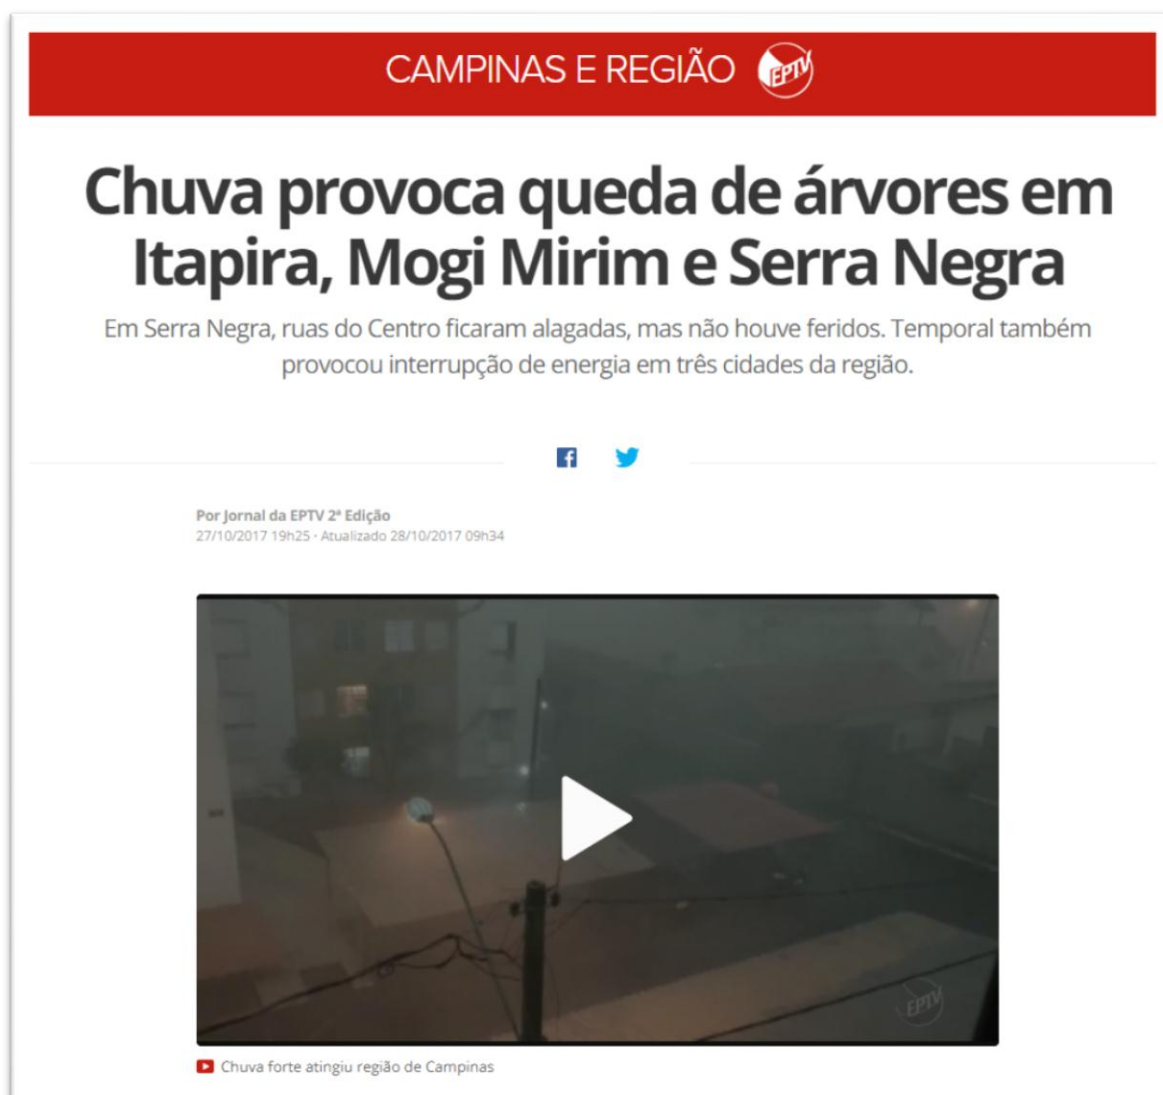 CAMPINAS E REGIÃO EPTV
Chuva provoca queda de árvores em
Itapira, Mogi Mirim e Serra Negra
Em Serra Negra, ruas do Centro ficaram alagadas, mas não houve feridos. Temporal também
provocou interrupção de energia em três cidades da região.
Por Jornal da EPTV 2ª Edição
27/10/2017 19h25 · Atualizado 28/10/2017 09h34
EPTV
Chuva forte atingiu região de Campinas